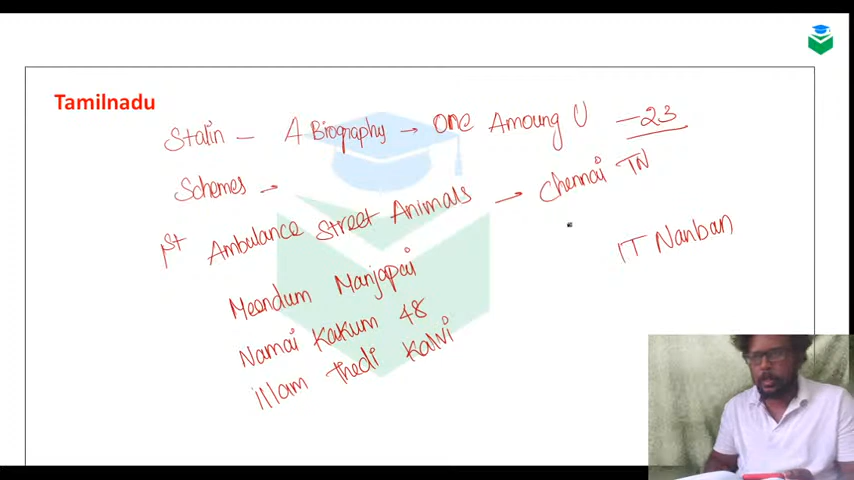 Tamilnadu
Stalin - A Biography → One Amoung U - 23
Schemes →
1st Ambulance Street Animals → Chennai TN
IT Nanban
Meendum Manjapai
Namai Kakum 48
illam thedi Kalvi